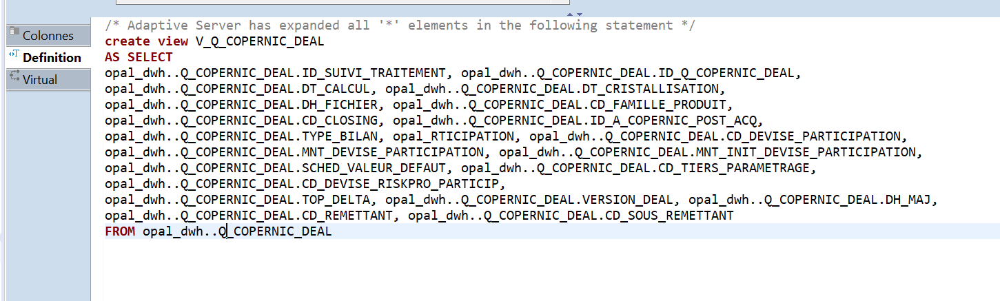 /* Adaptive Server has expanded all '*' elements in the following statement */
Colonnes
create view V_Q_COPERNIC_DEAL
Definition
AS SELECT
opal_dwh..Q_COPERNIC_DEAL.ID_SUIVI_TRAITEMENT, opal_dwh..Q_COPERNIC_DEAL.ID_Q_COPERNIC_DEAL,
Virtual
opal_dwh..Q_COPERNIC_DEAL.DT_CALCUL, opal_dwh..Q_COPERNIC_DEAL.DT_CRISTALLISATION,
opal_dwh..Q_COPERNIC_DEAL.DH_FICHIER, opal_dwh..Q_COPERNIC_DEAL.CD_FAMILLE_PRODUIT,
opal_dwh..Q_COPERNIC_DEAL.CD_CLOSING, opal_dwh..Q_COPERNIC_DEAL.ID_A_COPERNIC_POST_ACQ,
opal_dwh..Q_COPERNIC_DEAL.TYPE_BILAN, opal_RTICIPATION, opal_dwh..Q_COPERNIC_DEAL.CD_DEVISE_PARTICIPATION,
opal_dwh..Q_COPERNIC_DEAL.MNT_DEVISE_PARTICIPATION, opal_dwh..Q_COPERNIC_DEAL.MNT_INIT_DEVISE_PARTICIPATION,
opal_dwh..Q_COPERNIC_DEAL.SCHED_VALEUR_DEFAUT, opal_dwh..Q_COPERNIC_DEAL.CD_TIERS_PARAMETRAGE,
opal_dwh..Q_COPERNIC_DEAL.CD_DEVISE_RISKPRO_PARTICIP,
opal_dwh..Q_COPERNIC_DEAL.TOP_DELTA, opal_dwh..Q_COPERNIC_DEAL.VERSION_DEAL, opal_dwh..Q_COPERNIC_DEAL.DH_MAJ,
opal_dwh..Q_COPERNIC_DEAL.CD_REMETTANT, opal_dwh..Q_COPERNIC_DEAL.CD_SOUS_REMETTANT
FROM opal_dwh..Q_COPERNIC_DEAL